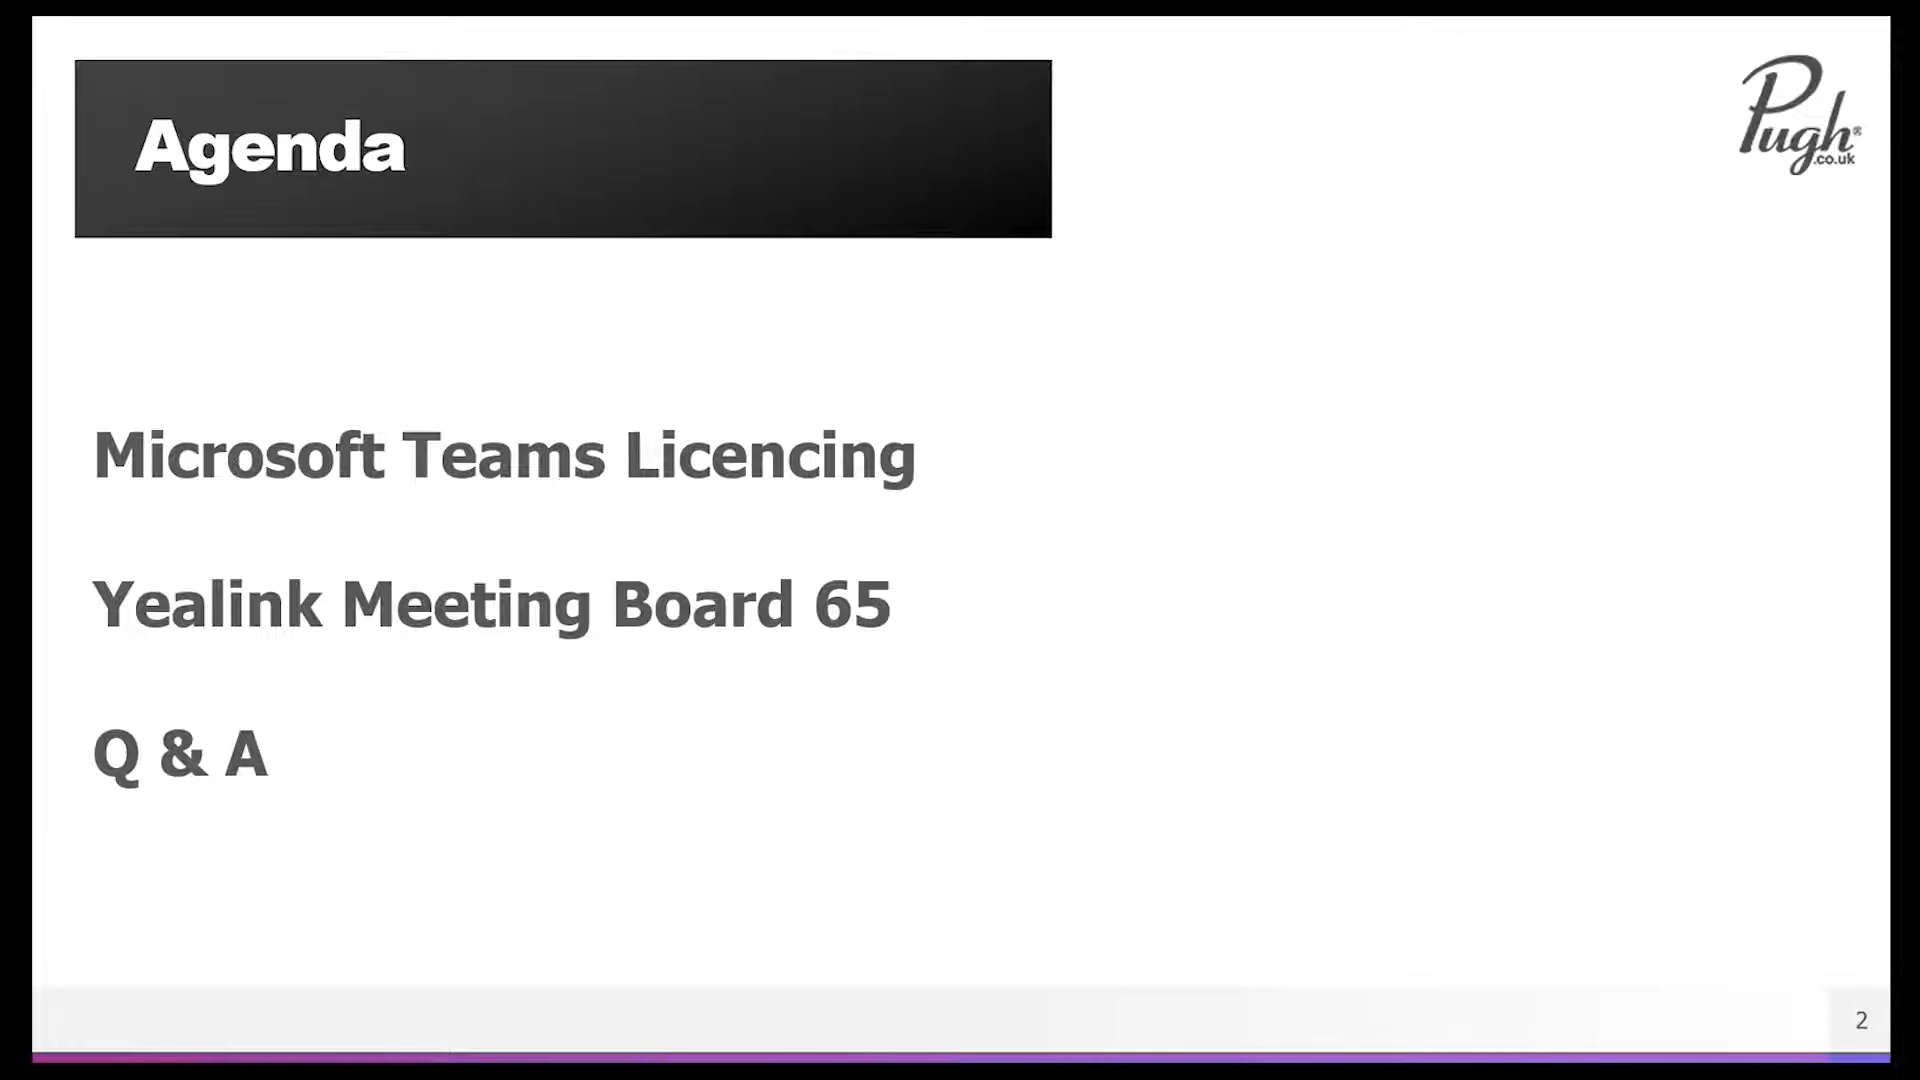 Agenda
Pugh®
.co.uk
Microsoft Teams Licencing
Yealink Meeting Board 65
Q & A
2